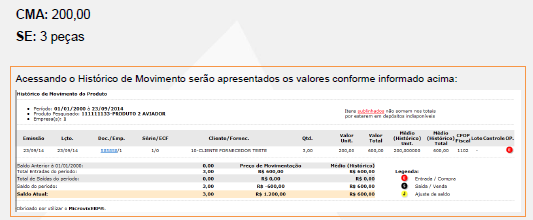 CMA: 200,00
SE: 3 peças
Acessando o Histórico de Movimento serão apresentados os valores conforme informado acima:
Histórico de Movimento do Produto
• Período: 01/01/2000 à 23/09/2014
• Produto Pesquisado: 111111133-PRODUTO 2 AVIADOR
• Empresa(s): 1
Itens sublinhados não somam nos totais
por estarem em depósitos indisponíveis
Emissão Lçto. Doc./Emp. Série/ECF Cliente/Fornec. Qtd. Valor Unit. Valor Total Médio (Histórico) Unit. Médio (Histórico) Total CFOP Fiscal Lote Controle OP.
23/09/14 23/09/14 /1 1/0 10-CLIENTE FORNECEDOR TESTE 3,00 200,00 600,00 200,000000 600,00 1102 - E
Saldo Anterior à 01/01/2000: 0,00 Preço de Movimentação Médio (Histórico)
Total Entradas do período: 3,00 R$ 600,00 R$ 600,00 Legenda:
Total de Saídas do período: 0,00 R$ 0,00 R$ 0,00 E Entrada / Compra
Saldo do período: 3,00 R$ -600,00 R$ 600,00 S Saída / Venda
Saldo Atual: 3,00 R$ 1.200,00 R$ 600,00 Ajuste de saldo
Obrigado por utilizar o MicrovixERP®.